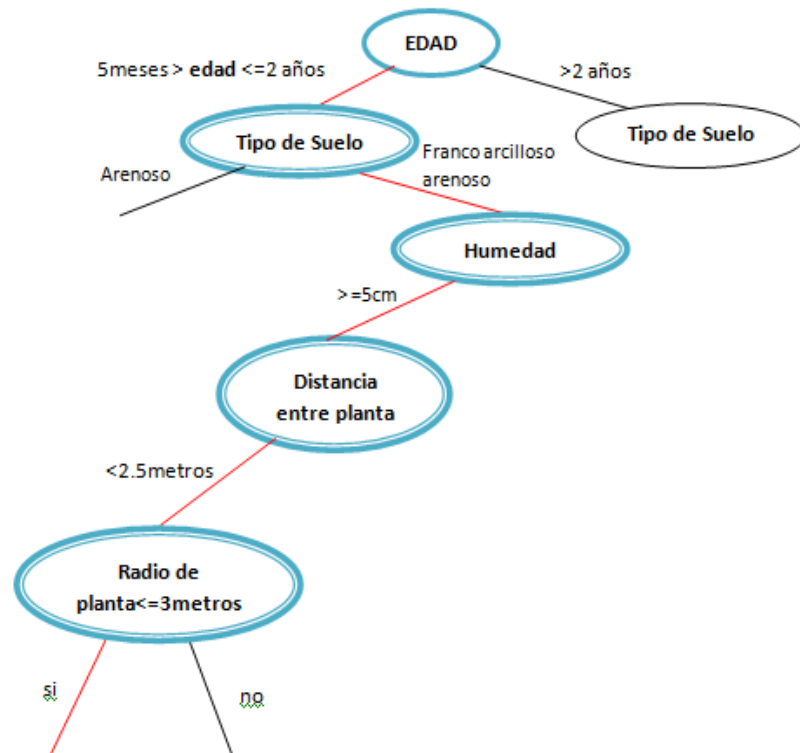 EDAD
5meses > edad <=2 años
>2 años
Tipo de Suelo
Tipo de Suelo
Arenoso
Franco arcilloso
arenoso
Humedad
>=5cm
Distancia
entre planta
<2.5metros
Radio de
planta<=3metros
si
no